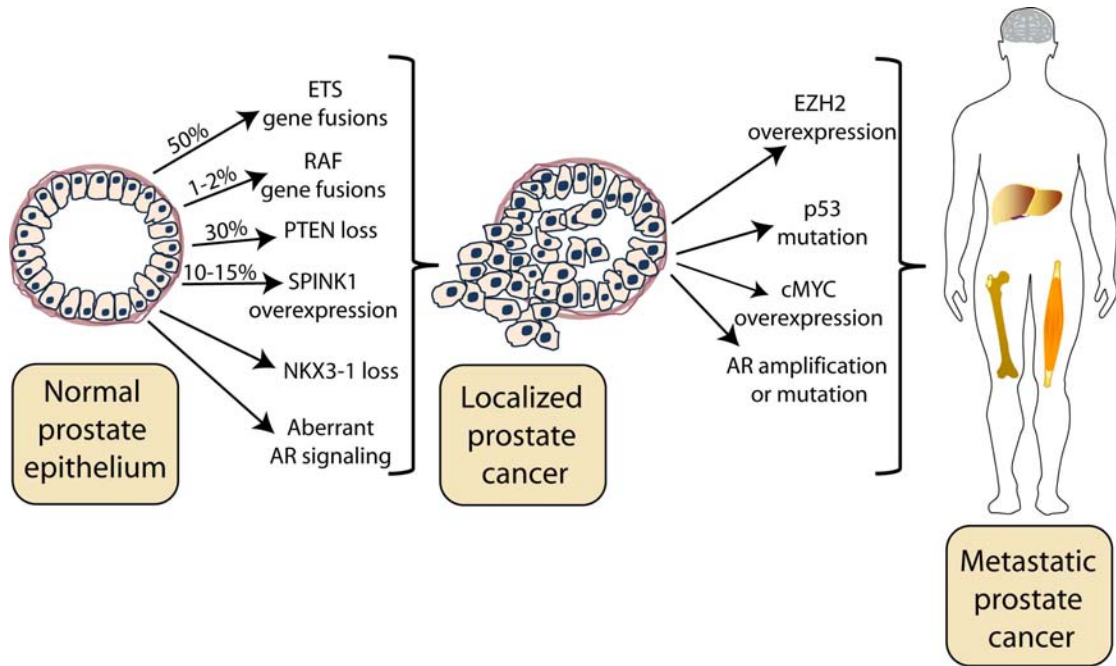 ETS
gene fusions
50%
RAF
gene fusions
1-2%
PTEN loss
30%
SPINK1
overexpression
10-15%
NKX3-1 loss
Aberrant
AR signaling
Normal
prostate
epithelium
EZH2
overexpression
p53
mutation
cMYC
overexpression
AR amplification
or mutation
Localized
prostate
cancer
Metastatic
prostate
cancer